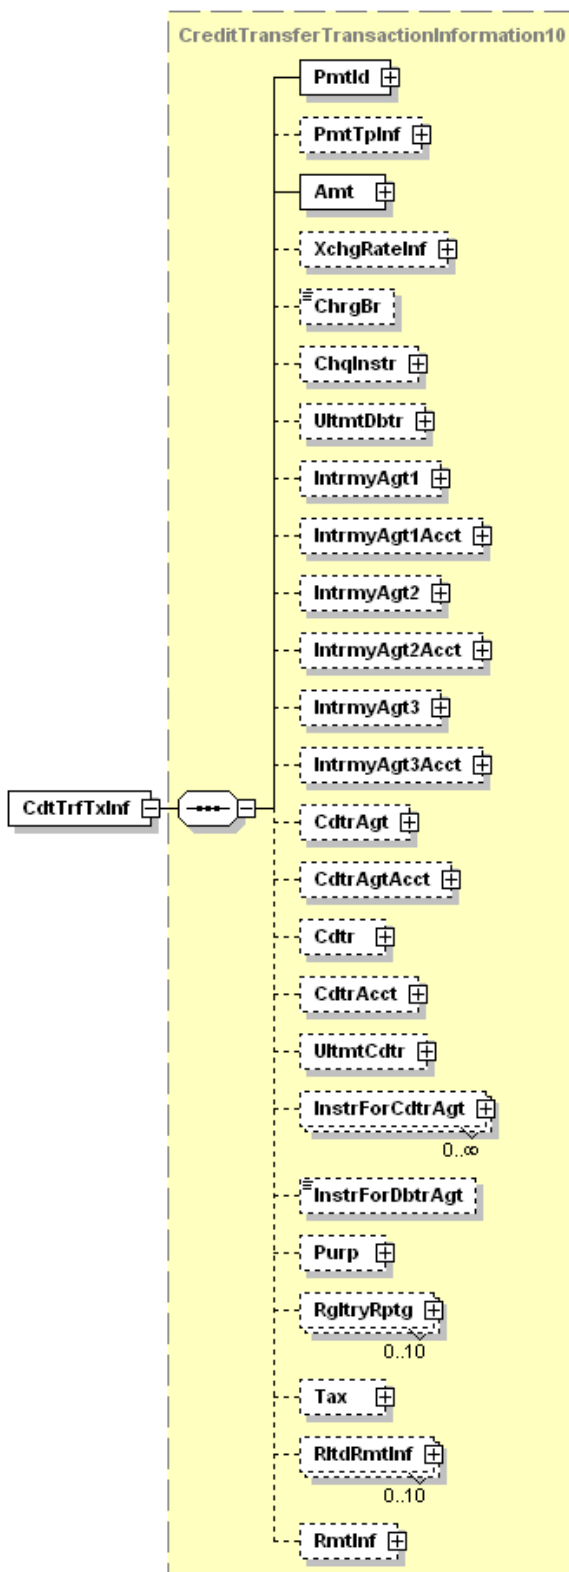 CreditTransferTransactionInformation10
PmtId
PmtTpInf
Amt
XchgRateInf
ChrgBr
ChqInstr
UltmtDbtr
IntrmyAgt1
IntrmyAgt1Acct
IntrmyAgt2
IntrmyAgt2Acct
IntrmyAgt3
IntrmyAgt3Acct
CdtTrfTxInf
CdtrAgt
CdtrAgtAcct
Cdtr
CdtrAcct
UltmtCdtr
InstrForCdtrAgt
0..∞
InstrForDbtrAgt
Purp
RgltryRptg
0..10
Tax
RltdRmtInf
0..10
RmtInf